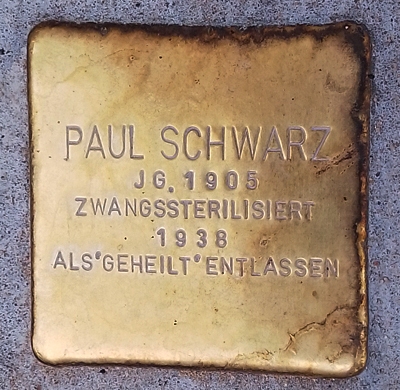 PAUL SCHWARZ
JG. 1905
ZWANGSSTERILISIERT
1938
ALS "GEHEILT" ENTLASSEN